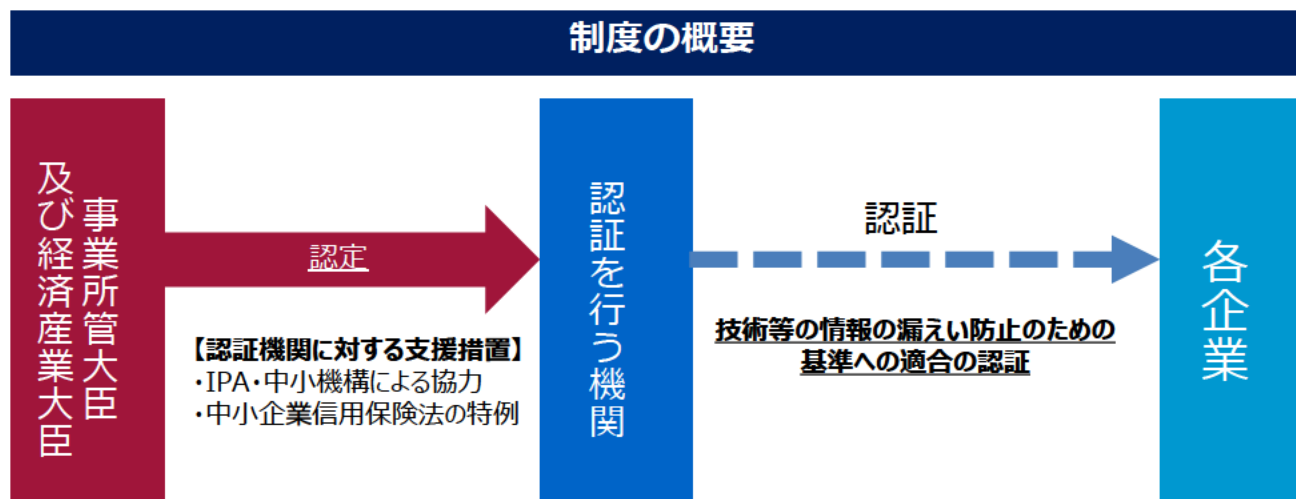 制度の概要
事業所管大臣
及び経済産業大臣
認定
【認証機関に対する支援措置】
・IPA・中小機構による協力
・中小企業信用保険法の特例
認証を行う機関
認証
技術等の情報の漏えい防止のための
基準への適合の認証
各企業